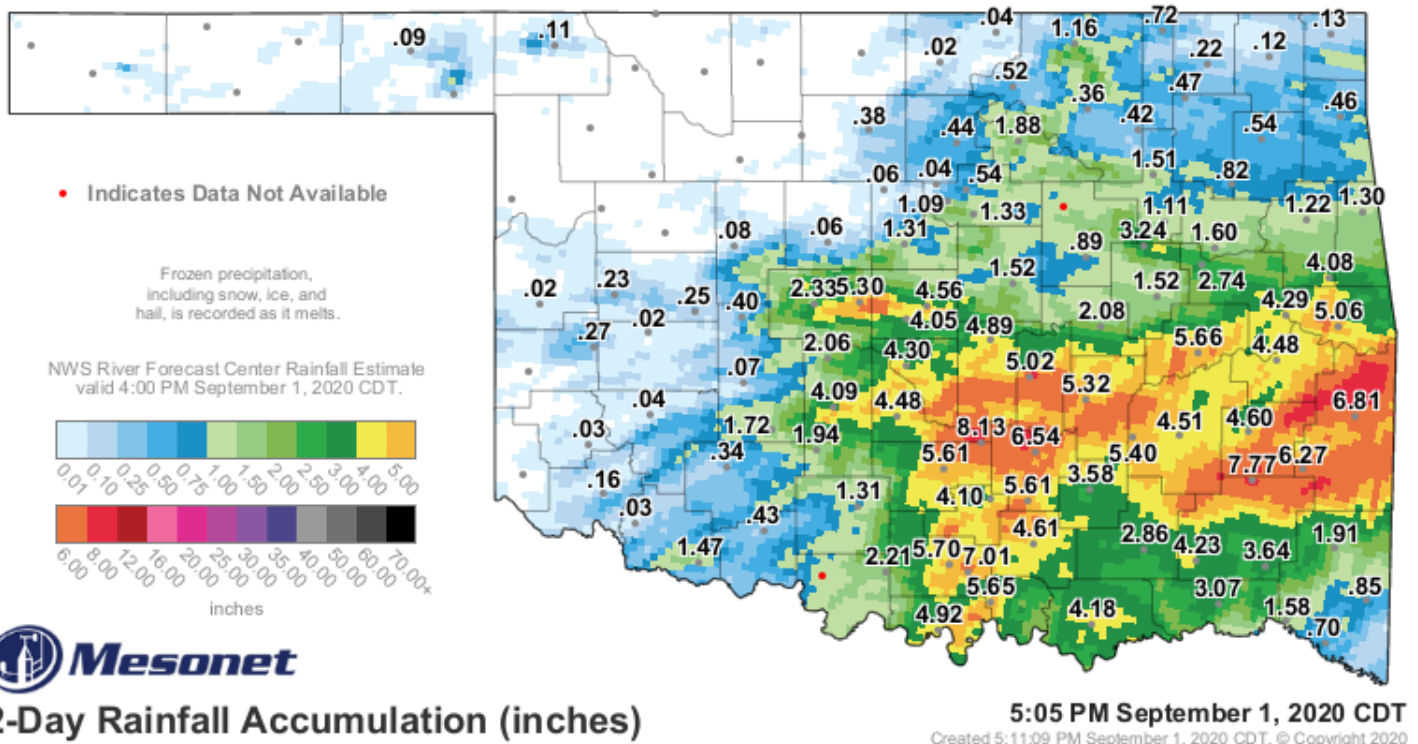 .04 1.16 .72 .13
.09 .11 .02 .22 .12
.52 .47
.36 .46
.38 .44 1.88 .42 .54
1.51
.06 .04 .54 .82
Indicates Data Not Available
1.09 1.33 1.11 1.22 1.30
.08 .06 1.31 .89 3.24 1.60
Frozen precipitation,
including snow, ice, and
hail, is recorded as it melts.
1.52 4.08
.02 .23 .25 .40 2.33 5.30 4.56 1.52 2.74
4.29
.02 4.05 4.89 2.08 5.06
.27 2.06 4.30 5.66 4.48
NWS River Forecast Center Rainfall Estimate
valid 4:00 PM September 1, 2020 CDT.
.07 5.02
5.32
.04 4.09 4.48 6.81
.03 1.72 1.94 8.13 6.54 4.51 4.60
.34 5.61 5.40 7.77 6.27
0.01 0.10 0.25 0.50 0.75 1.00 1.50 2.00 2.50 3.00 4.00 5.00
.16 1.31 4.10 5.61 3.58
.03 .43 4.61
1.47 2.21 5.70 7.01 2.86 4.23 3.64 1.91
6.00 8.00 12.00 16.00 20.00 25.00 30.00 35.00 40.00 50.00 60.00 70.00+
inches
5.65 3.07 .85
4.92 4.18 1.58
.70
Mesonet
2-Day Rainfall Accumulation (inches)
5:05 PM September 1, 2020 CDT
Created 5:11:09 PM September 1, 2020 CDT. © Copyright 2020